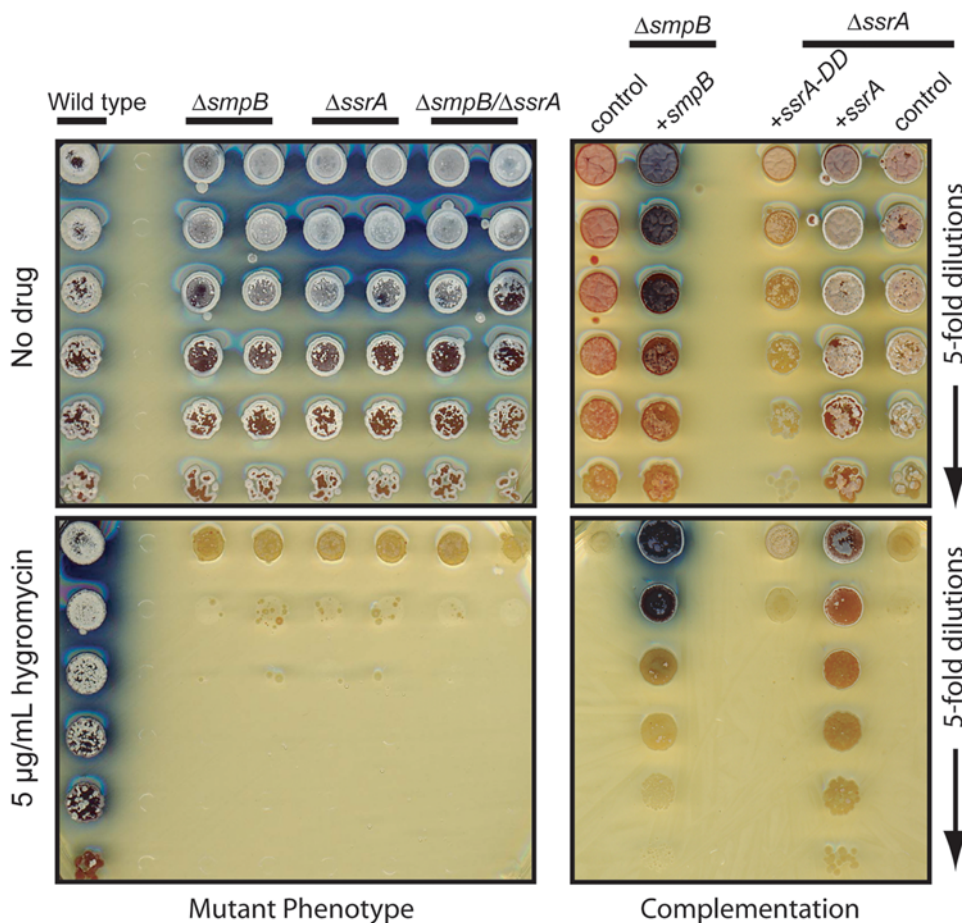 ΔsmpB
ΔssrA
control
+smpB
+ssrA-DD
+ssrA
control
Wild type
ΔsmpB
ΔssrA
ΔsmpB/ΔssrA
No drug
5-fold dilutions
5 µg/mL hygromycin
5-fold dilutions
Mutant Phenotype
Complementation